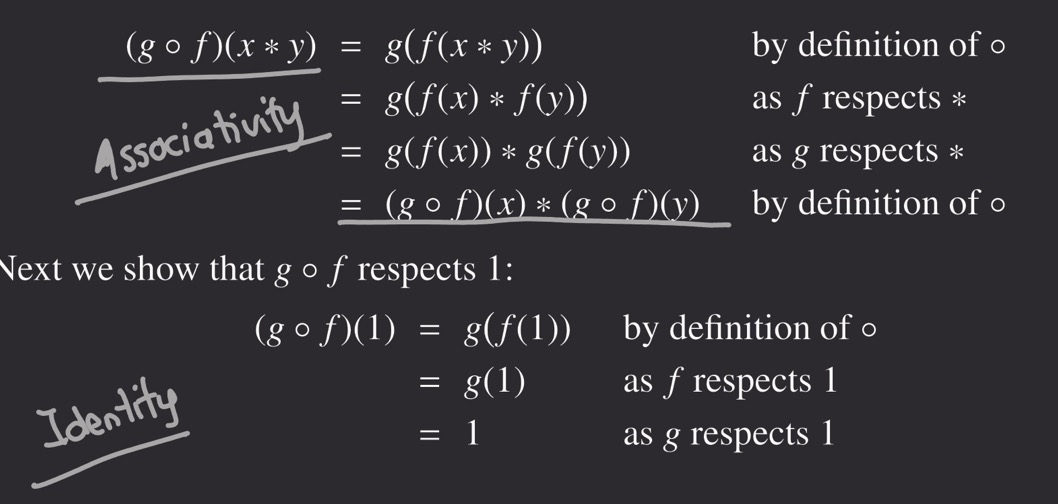 (g ∘ f)(x ∗ y) = g(f(x ∗ y)) by definition of ∘
= g(f(x) ∗ f(y)) as f respects ∗
Associativity
= g(f(x)) ∗ g(f(y)) as g respects ∗
= (g ∘ f)(x) ∗ (g ∘ f)(y) by definition of ∘
Next we show that g ∘ f respects 1:
(g ∘ f)(1) = g(f(1)) by definition of ∘
= g(1) as f respects 1
Identity
= 1 as g respects 1